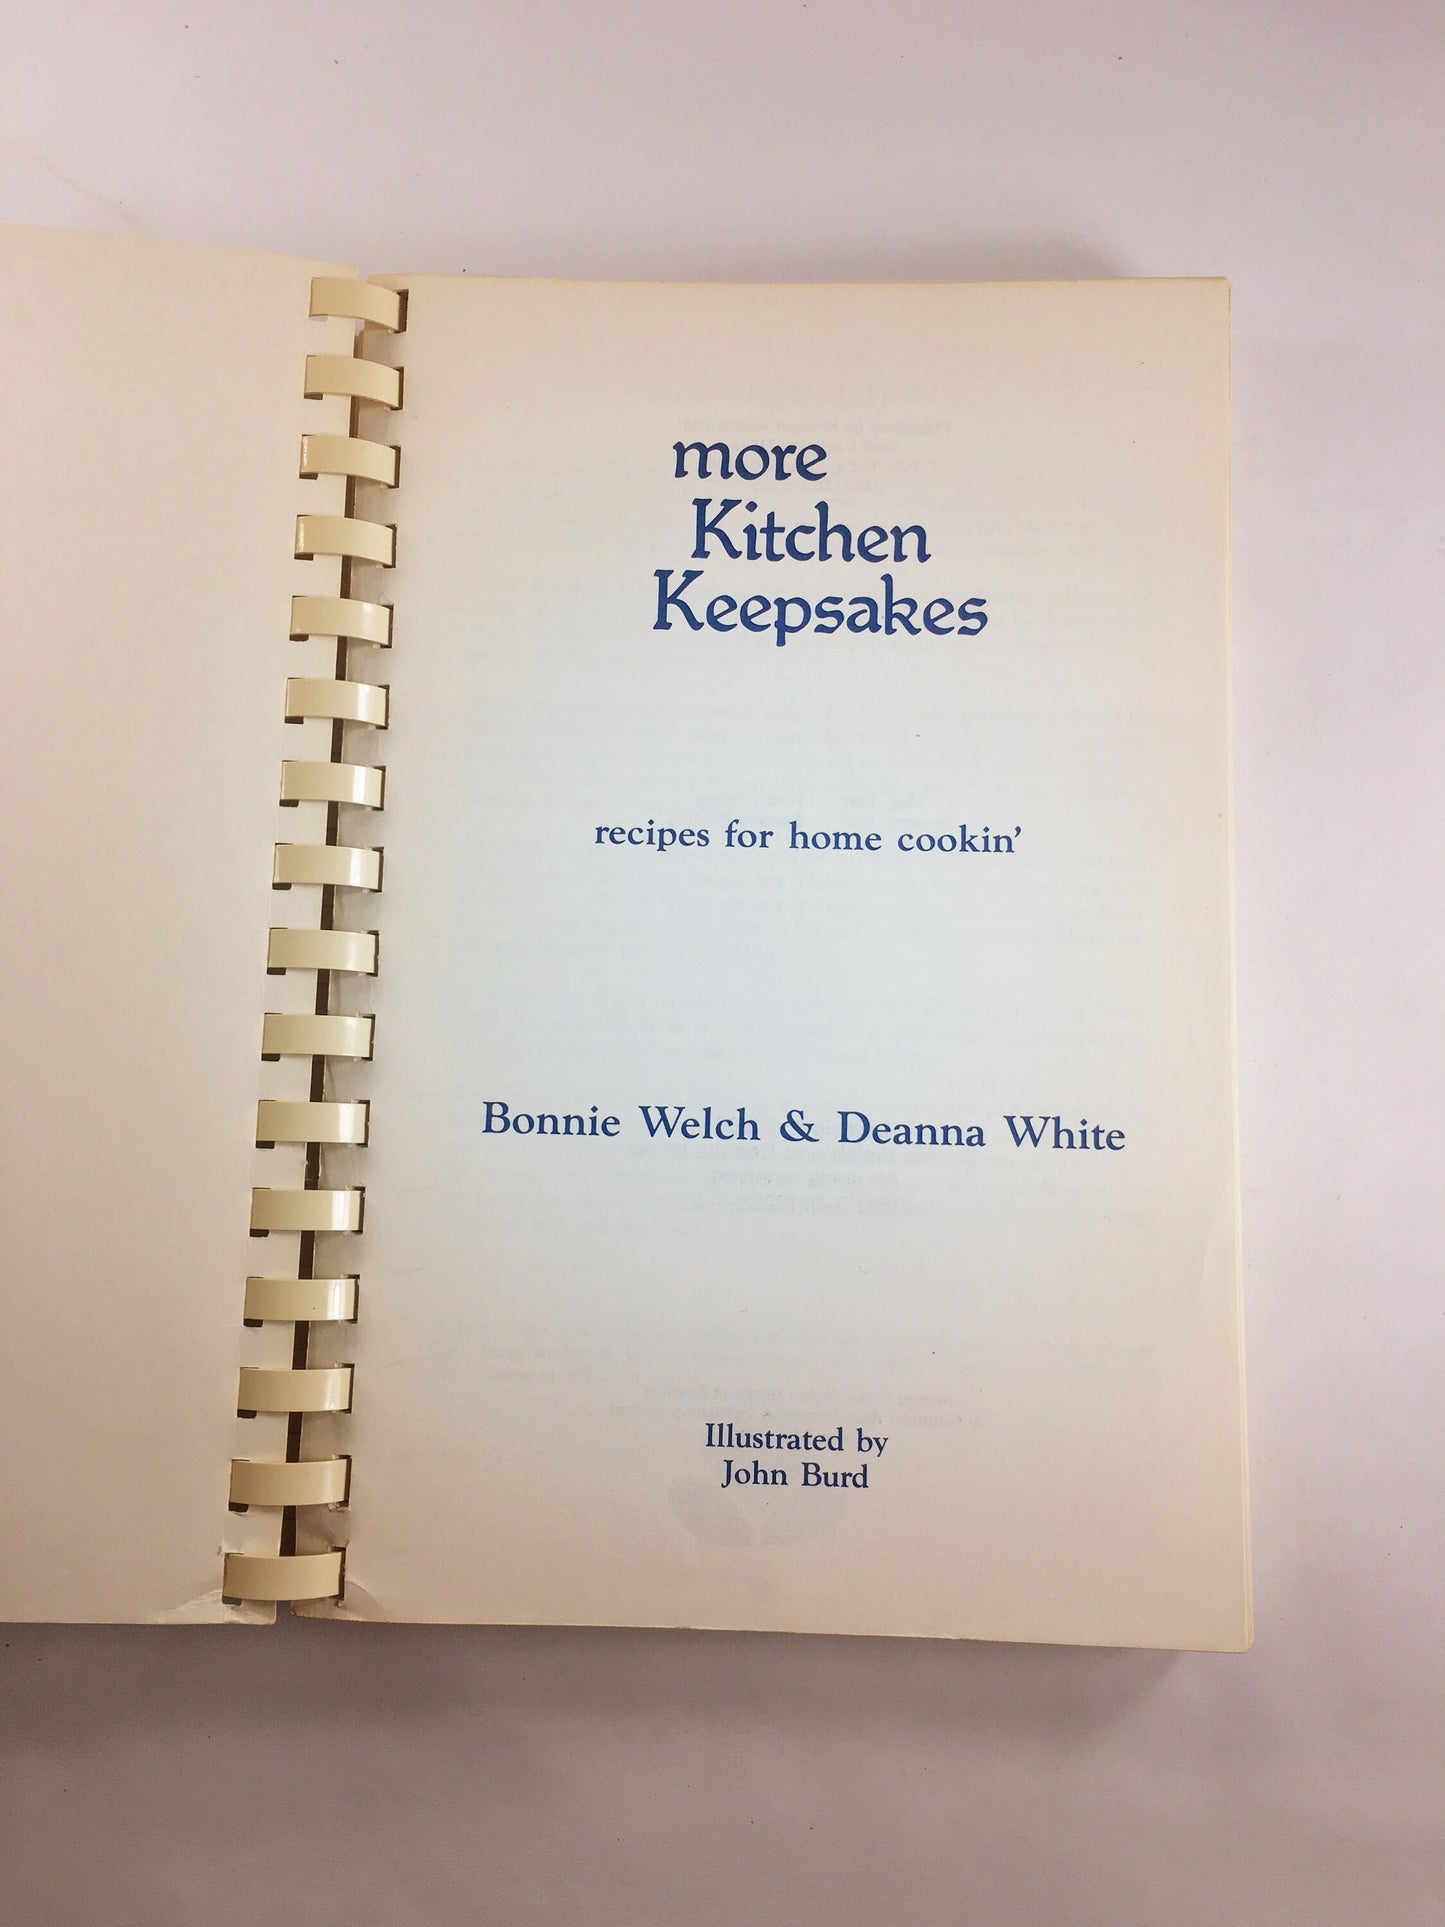 more
Kitchen
Keepsakes
recipes for home cookin'
Bonnie Welch & Deanna White
Illustrated by
John Burd